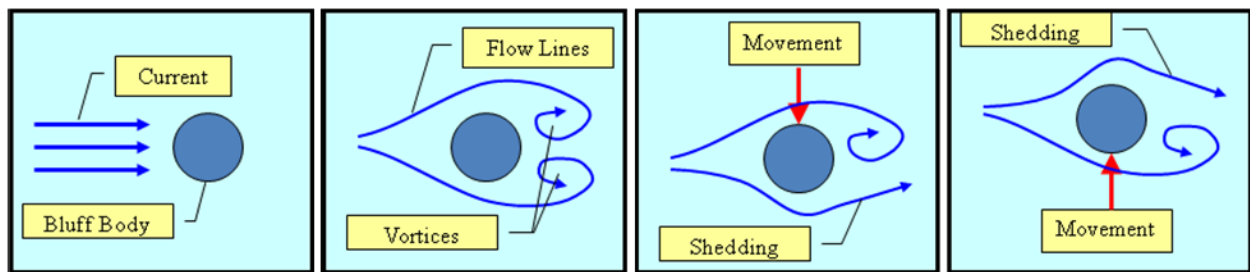 Current
Bluff Body
Flow Lines
Vortices
Movement
Shedding
Shedding
Movement